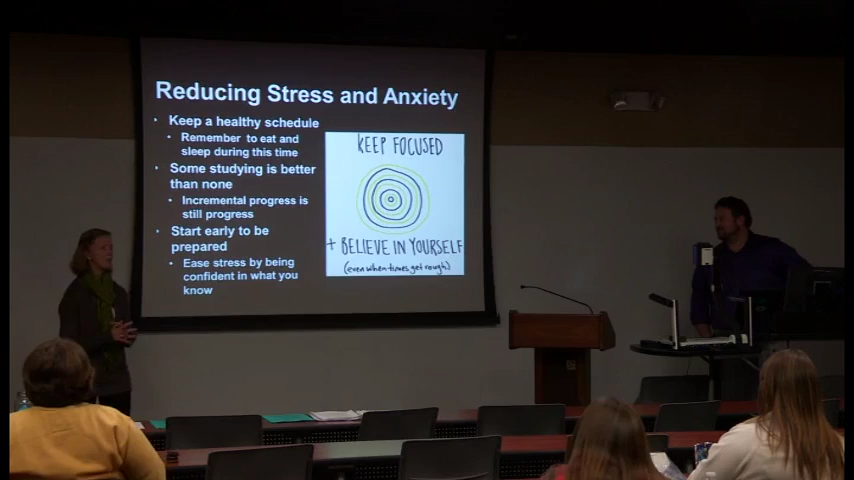 Reducing Stress and Anxiety
Keep a healthy schedule
Remember to eat and
sleep during this time
Some studying is better
than none
Incremental progress is
still progress
Start early to be
prepared
Ease stress by being
confident in what you
know
KEEP FOCUSED
+ BELIEVE IN YOURSELF
(even when times get rough)